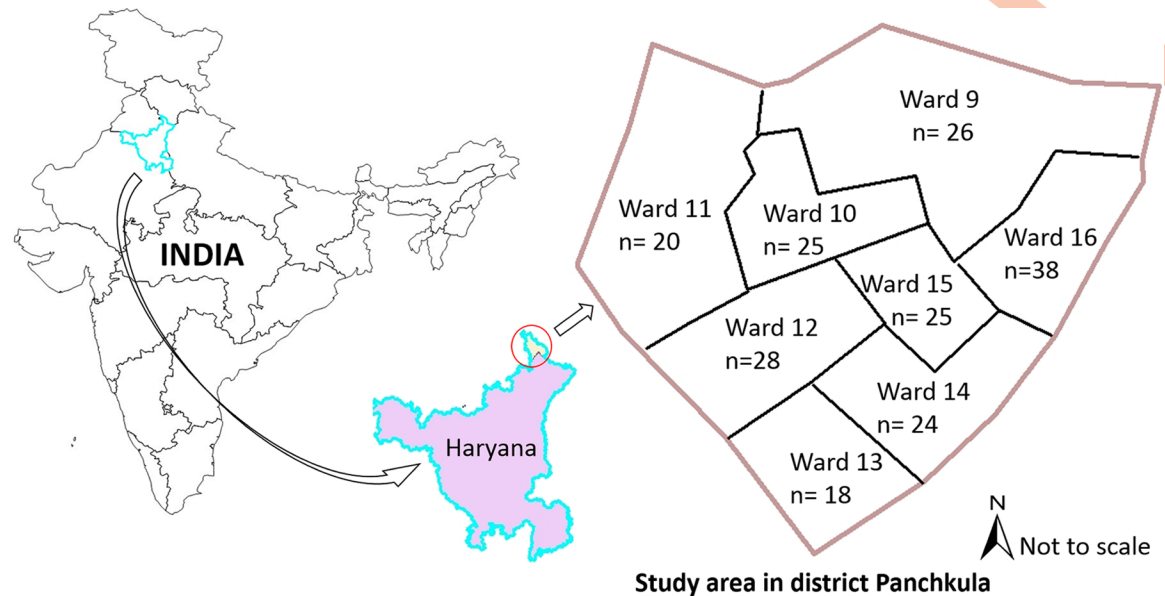 INDIA
Haryana
Ward 9
n= 26
Ward 11
n= 20
Ward 10
n= 25
Ward 16
n=38
Ward 15
n= 25
Ward 12
n=28
Ward 14
n= 24
Ward 13
n= 18
N
Not to scale
Study area in district Panchkula